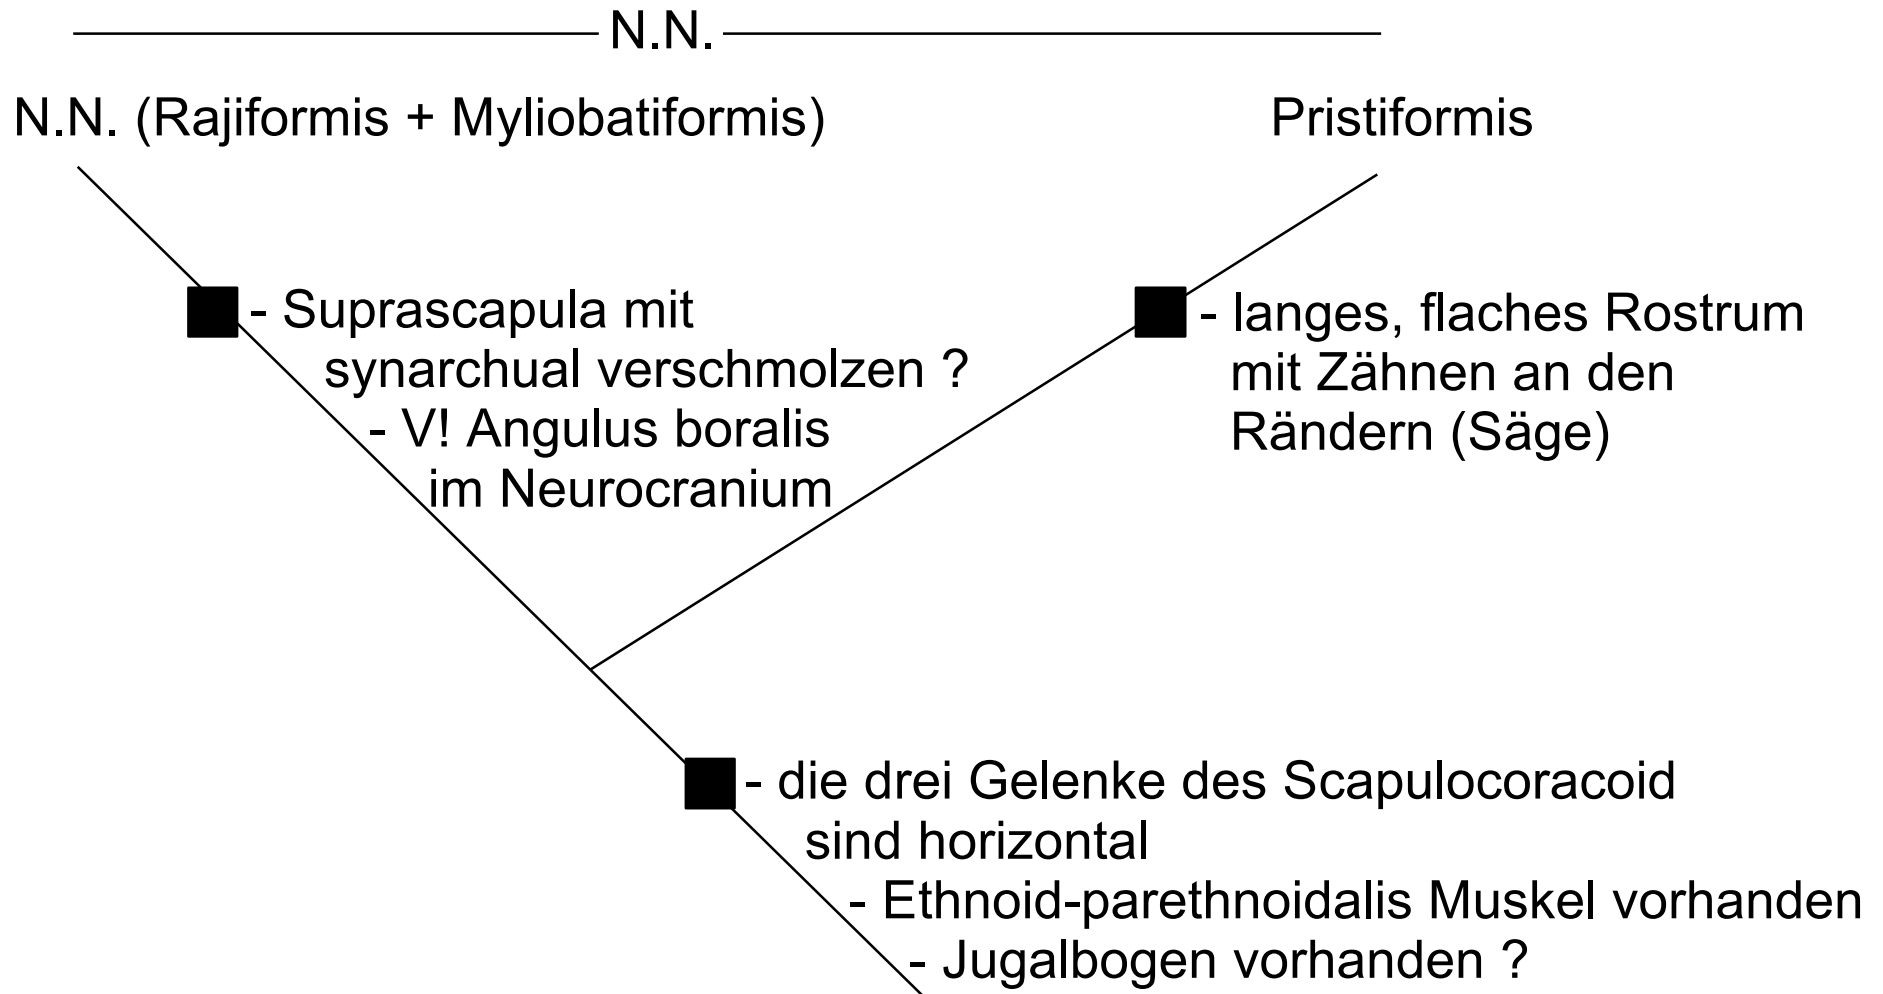 N.N.
N.N. (Rajiformis + Myliobatiformis)
Pristiformis
- Suprascapula mit
synarchual verschmolzen ?
- V! Angulus boralis
im Neurocranium
- langes, flaches Rostrum
mit Zähnen an den
Rändern (Säge)
- die drei Gelenke des Scapulocoracoid
sind horizontal
- Ethnoid-parethnoidalis Muskel vorhanden
- Jugalbogen vorhanden ?